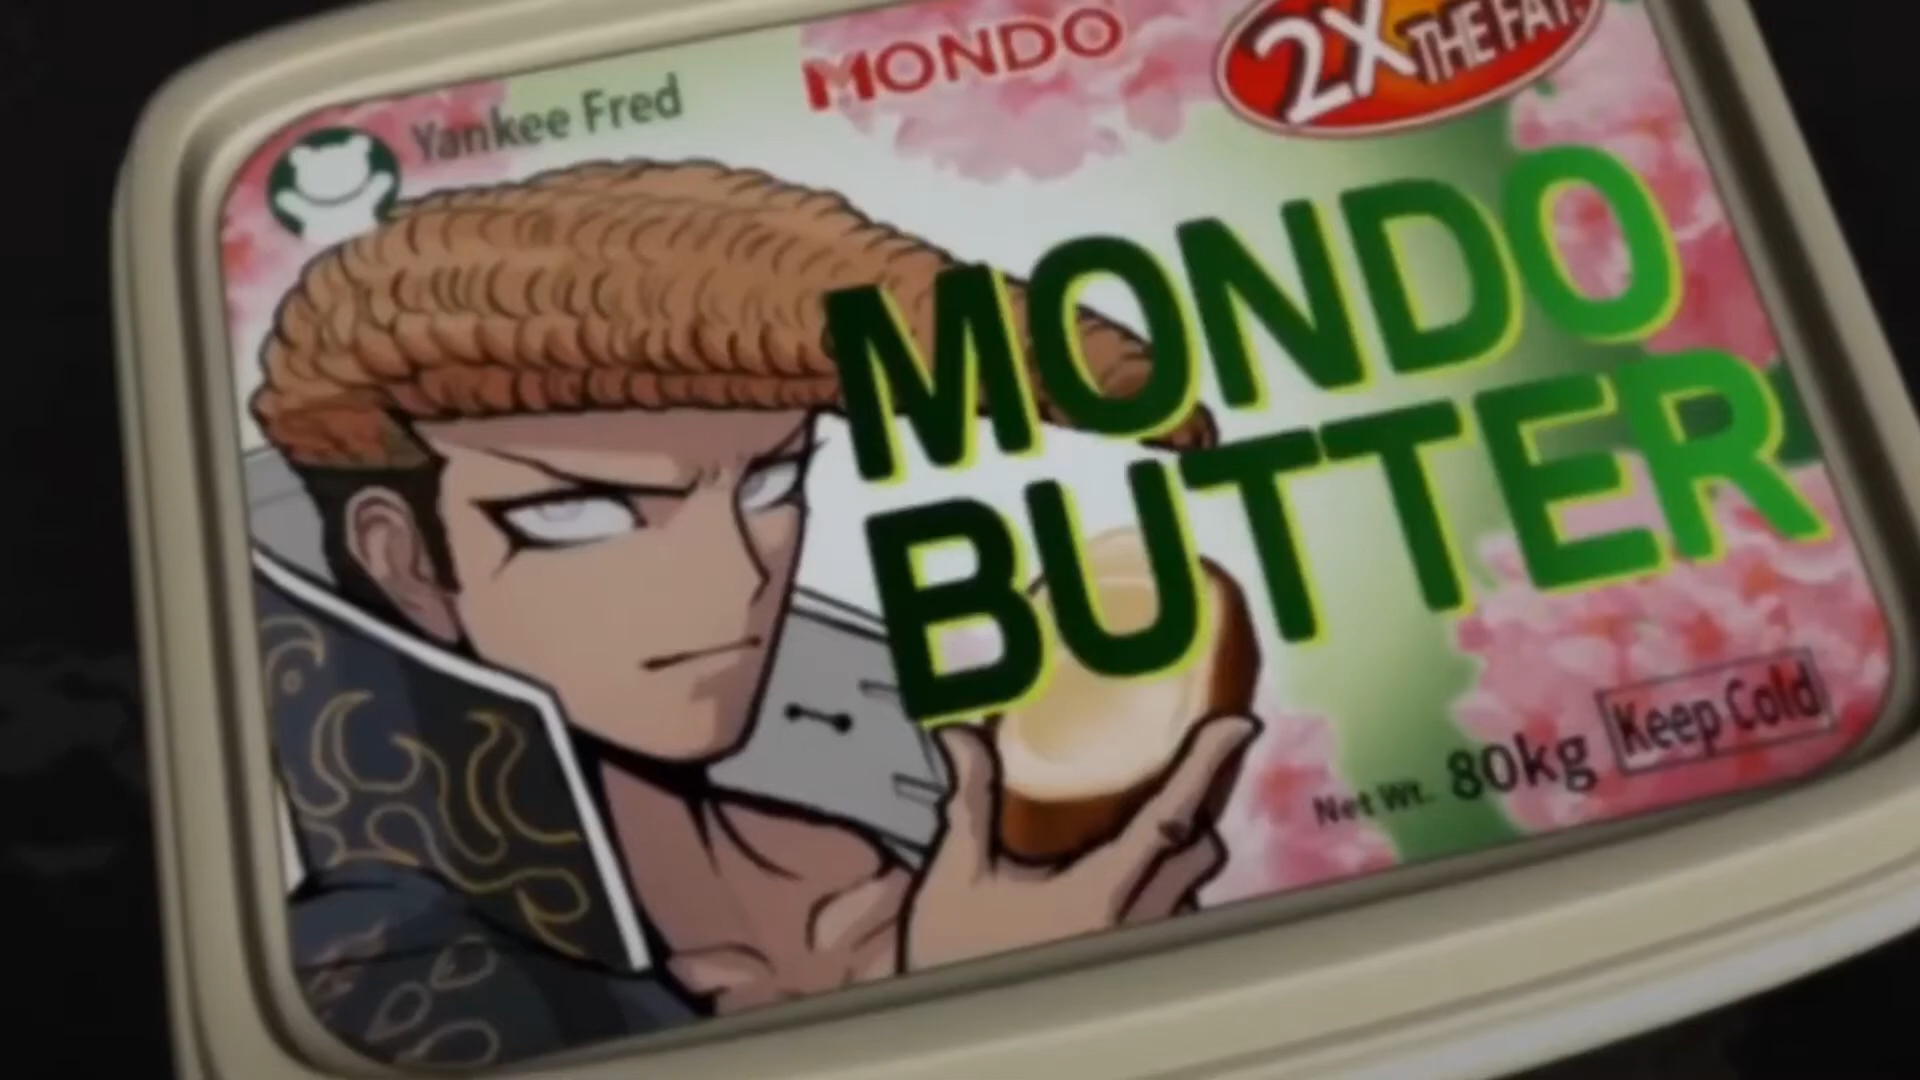 Yankee Fred
MONDO
2X THE FAT!
MONDO
BUTTER
Net Wt. 80kg
Keep Cold